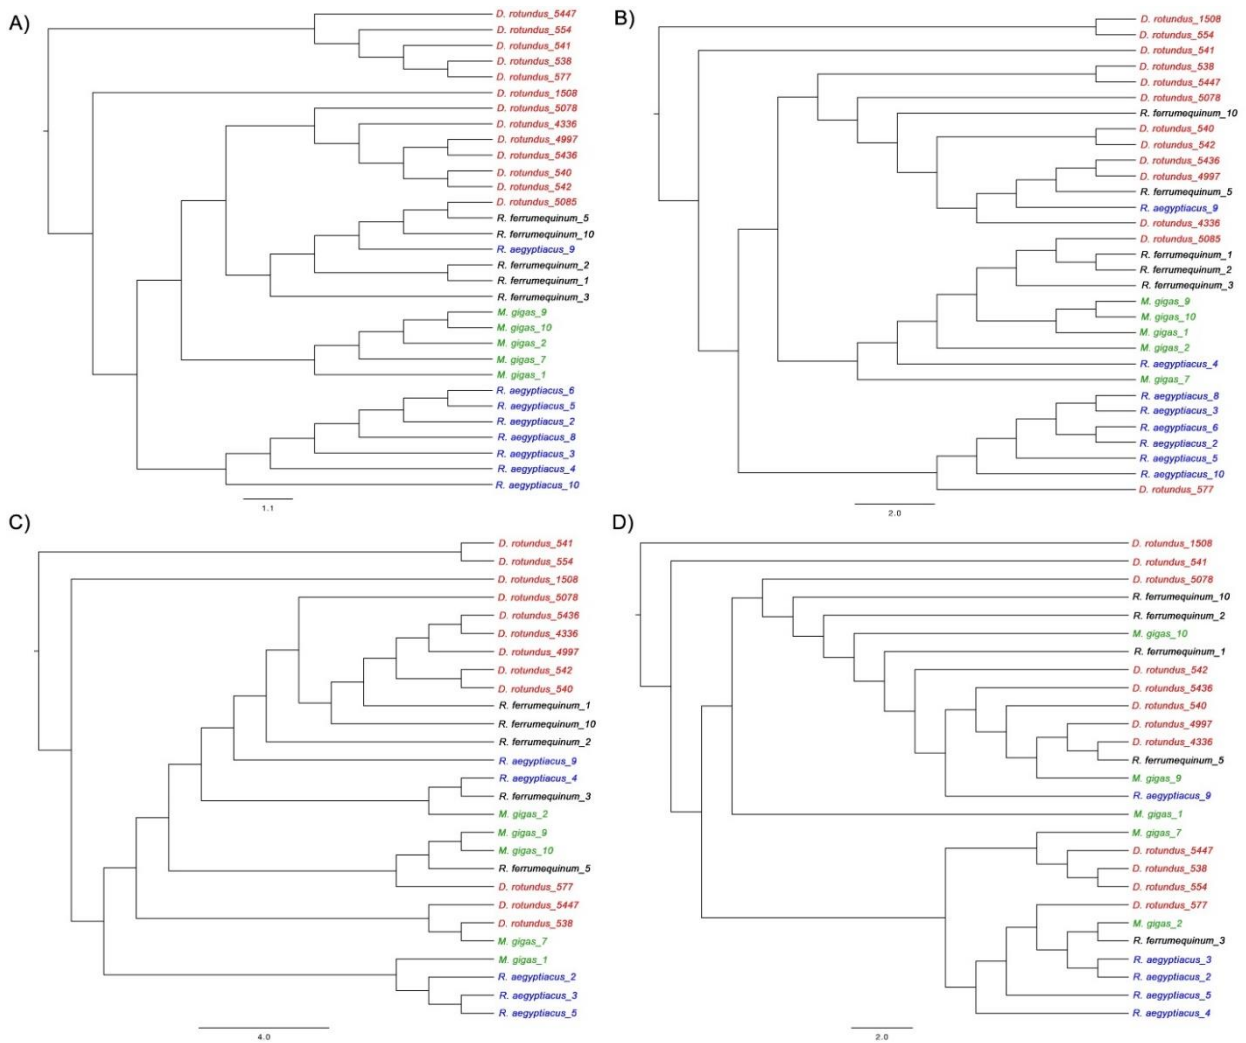 A)
D. rotundus_5447
D. rotundus_554
D. rotundus_541
D. rotundus_538
D. rotundus_577
D. rotundus_1508
D. rotundus_5078
D. rotundus_4336
D. rotundus_4997
D. rotundus_5436
D. rotundus_540
D. rotundus_542
D. rotundus_5085
R. ferrumequinum_5
R. ferrumequinum_10
R. aegyptiacus_9
R. ferrumequinum_2
R. ferrumequinum_1
R. ferrumequinum_3
M. gigas_9
M. gigas_10
M. gigas_2
M. gigas_7
M. gigas_1
R. aegyptiacus_6
R. aegyptiacus_5
R. aegyptiacus_2
R. aegyptiacus_8
R. aegyptiacus_3
R. aegyptiacus_4
R. aegyptiacus_10
1.1
B)
D. rotundus_1508
D. rotundus_554
D. rotundus_541
D. rotundus_538
D. rotundus_5447
D. rotundus_5078
R. ferrumequinum_10
D. rotundus_540
D. rotundus_542
D. rotundus_5436
D. rotundus_4997
R. ferrumequinum_5
R. aegyptiacus_9
D. rotundus_4336
D. rotundus_5085
R. ferrumequinum_1
R. ferrumequinum_2
R. ferrumequinum_3
M. gigas_9
M. gigas_10
M. gigas_1
M. gigas_2
R. aegyptiacus_4
M. gigas_7
R. aegyptiacus_8
R. aegyptiacus_3
R. aegyptiacus_6
R. aegyptiacus_2
R. aegyptiacus_5
R. aegyptiacus_10
D. rotundus_577
2.0
C)
D. rotundus_541
D. rotundus_554
D. rotundus_1508
D. rotundus_5078
D. rotundus_5436
D. rotundus_4336
D. rotundus_4997
D. rotundus_542
D. rotundus_540
R. ferrumequinum_1
R. ferrumequinum_10
R. ferrumequinum_2
R. aegyptiacus_9
R. aegyptiacus_4
R. ferrumequinum_3
M. gigas_2
M. gigas_9
M. gigas_10
R. ferrumequinum_5
D. rotundus_577
D. rotundus_5447
D. rotundus_538
M. gigas_7
M. gigas_1
R. aegyptiacus_2
R. aegyptiacus_3
R. aegyptiacus_5
4.0
D)
D. rotundus_1508
D. rotundus_541
D. rotundus_5078
R. ferrumequinum_10
R. ferrumequinum_2
M. gigas_10
R. ferrumequinum_1
D. rotundus_542
D. rotundus_5436
D. rotundus_540
D. rotundus_4997
D. rotundus_4336
R. ferrumequinum_5
M. gigas_9
R. aegyptiacus_9
M. gigas_1
M. gigas_7
D. rotundus_5447
D. rotundus_538
D. rotundus_554
D. rotundus_577
M. gigas_2
R. ferrumequinum_3
R. aegyptiacus_3
R. aegyptiacus_2
R. aegyptiacus_5
R. aegyptiacus_4
2.0